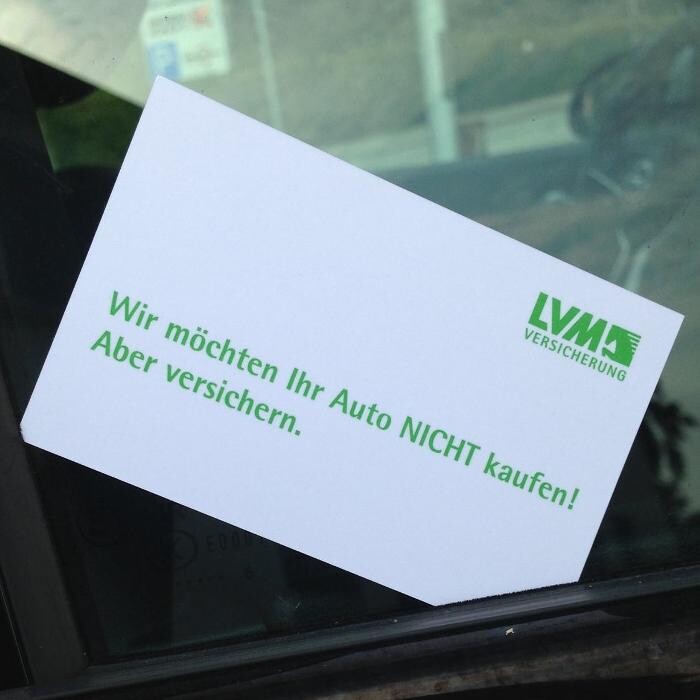 LVM
VERSICHERUNG
Wir möchten Ihr Auto NICHT kaufen!
Aber versichern.